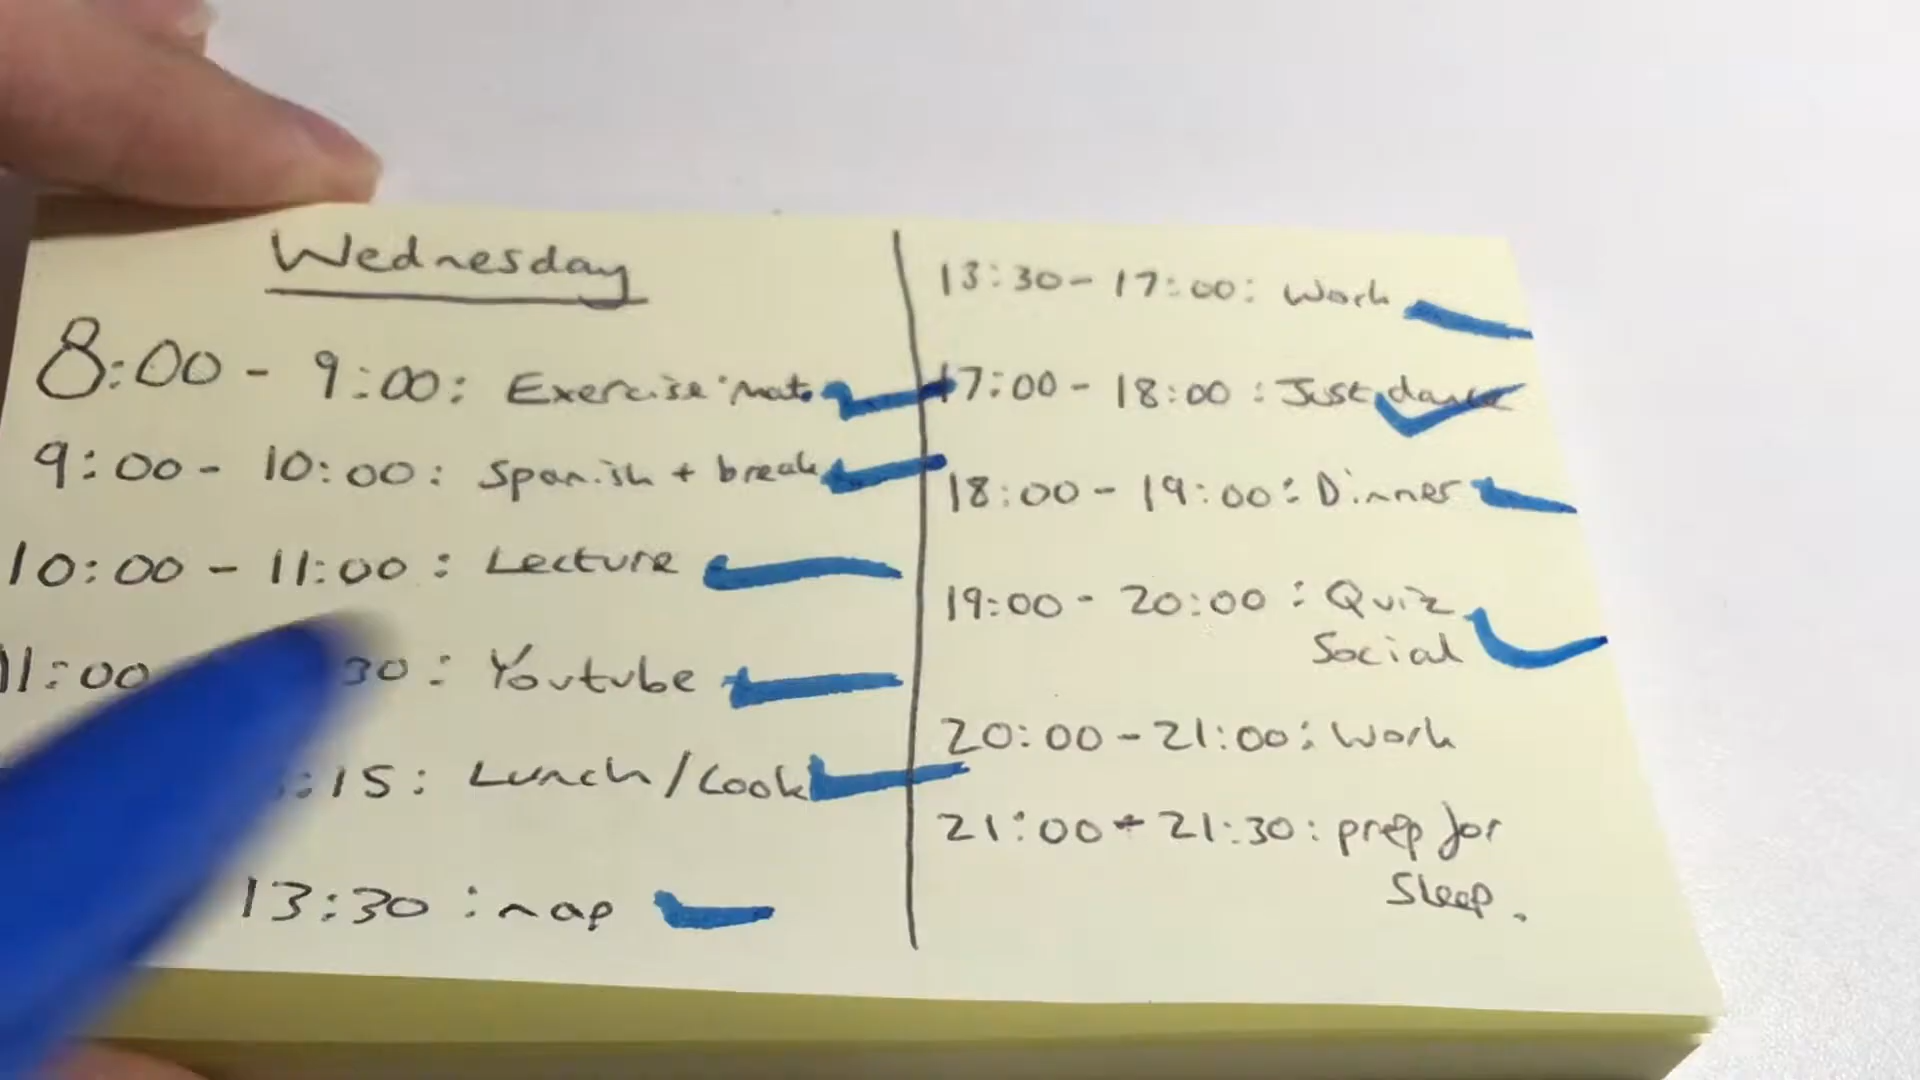 Wednesday
8:00 - 9:00: Exercise mat
9:00 - 10:00: Spanish + break
10:00 - 11:00: Lecture
11:00 30: Youtube
:15: Lunch/Cook
13:30: nap
13:30 - 17:00: Work
17:00 - 18:00: Just dance
18:00 - 19:00: Dinner
19:00 - 20:00: Quiz
Social
20:00 - 21:00: Work
21:00 - 21:30: prep for
Sleep.